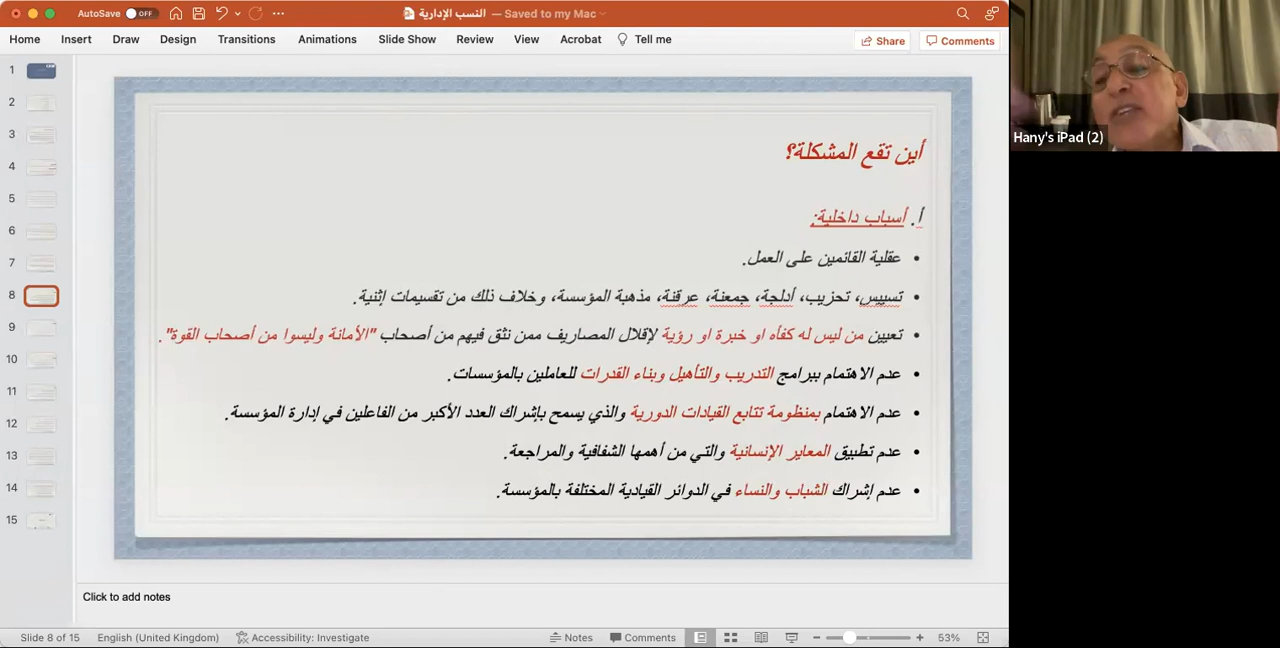 AutoSave OFF
النسب الإدارية — Saved to my Mac
Home Insert Draw Design Transitions Animations Slide Show Review View Acrobat Tell me
Share Comments
Hany's iPad (2)
1
2
3
4
5
6
7
8
9
10
11
12
13
14
15
أين تقع المشكلة؟
أ. أسباب داخلية:
• عقلية القائمين على العمل.
• تسييس، تحزيب، أدلجة، جمعنة، عرقنة، مذهبة المؤسسة، وخلاف ذلك من تقسيمات إثنية.
• تعيين من ليس له كفأه او خبرة او رؤية لإقلال المصاريف ممن نثق فيهم من أصحاب "الأمانة وليسوا من أصحاب القوة".
• عدم الاهتمام ببرامج التدريب والتأهيل وبناء القدرات للعاملين بالمؤسسات.
• عدم الاهتمام بمنظومة تتابع القيادات الدورية والذي يسمح بإشراك العدد الأكبر من الفاعلين في إدارة المؤسسة.
• عدم تطبيق المعاير الإنسانية والتي من أهمها الشفافية والمراجعة.
• عدم إشراك الشباب والنساء في الدوائر القيادية المختلفة بالمؤسسة.
Click to add notes
Slide 8 of 15 English (United Kingdom) Accessibility: Investigate Notes Comments 53%